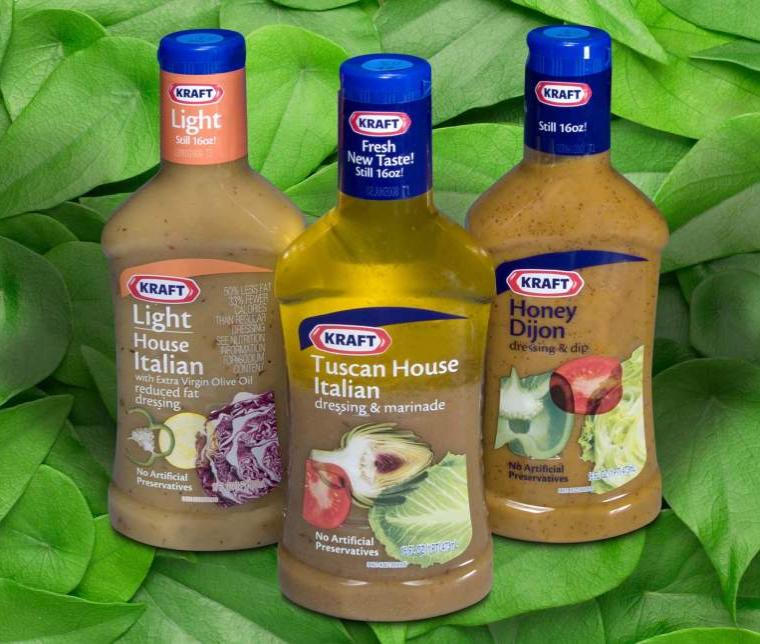 KRAFT
Light
Still 16oz!
KRAFT
Light
House
Italian
with Extra Virgin Olive Oil
reduced fat
dressing
50% LESS FAT
33% FEWER
CALORIES
THAN REGULAR
DRESSING
SEE NUTRITION
INFORMATION
FOR SODIUM
CONTENT
No Artificial
Preservatives
KRAFT
Fresh
New Taste!
Still 16oz!
KRAFT
Tuscan House
Italian
dressing & marinade
No Artificial
Preservatives
KRAFT
Still 16oz!
KRAFT
Honey
Dijon
dressing & dip
No Artificial
Preservatives